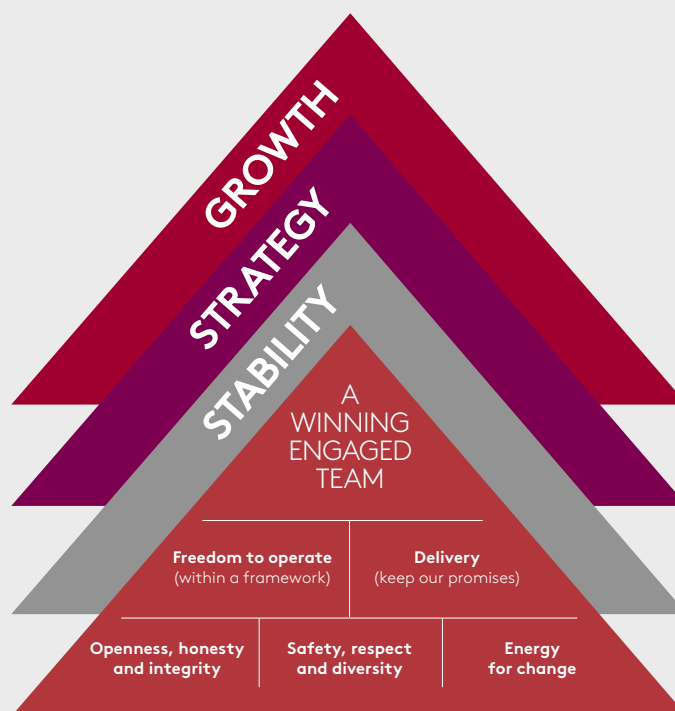 GROWTH
STRATEGY
STABILITY
A
WINNING
ENGAGED
TEAM
Freedom to operate
(within a framework)
Delivery
(keep our promises)
Openness, honesty
and integrity
Safety, respect
and diversity
Energy
for change